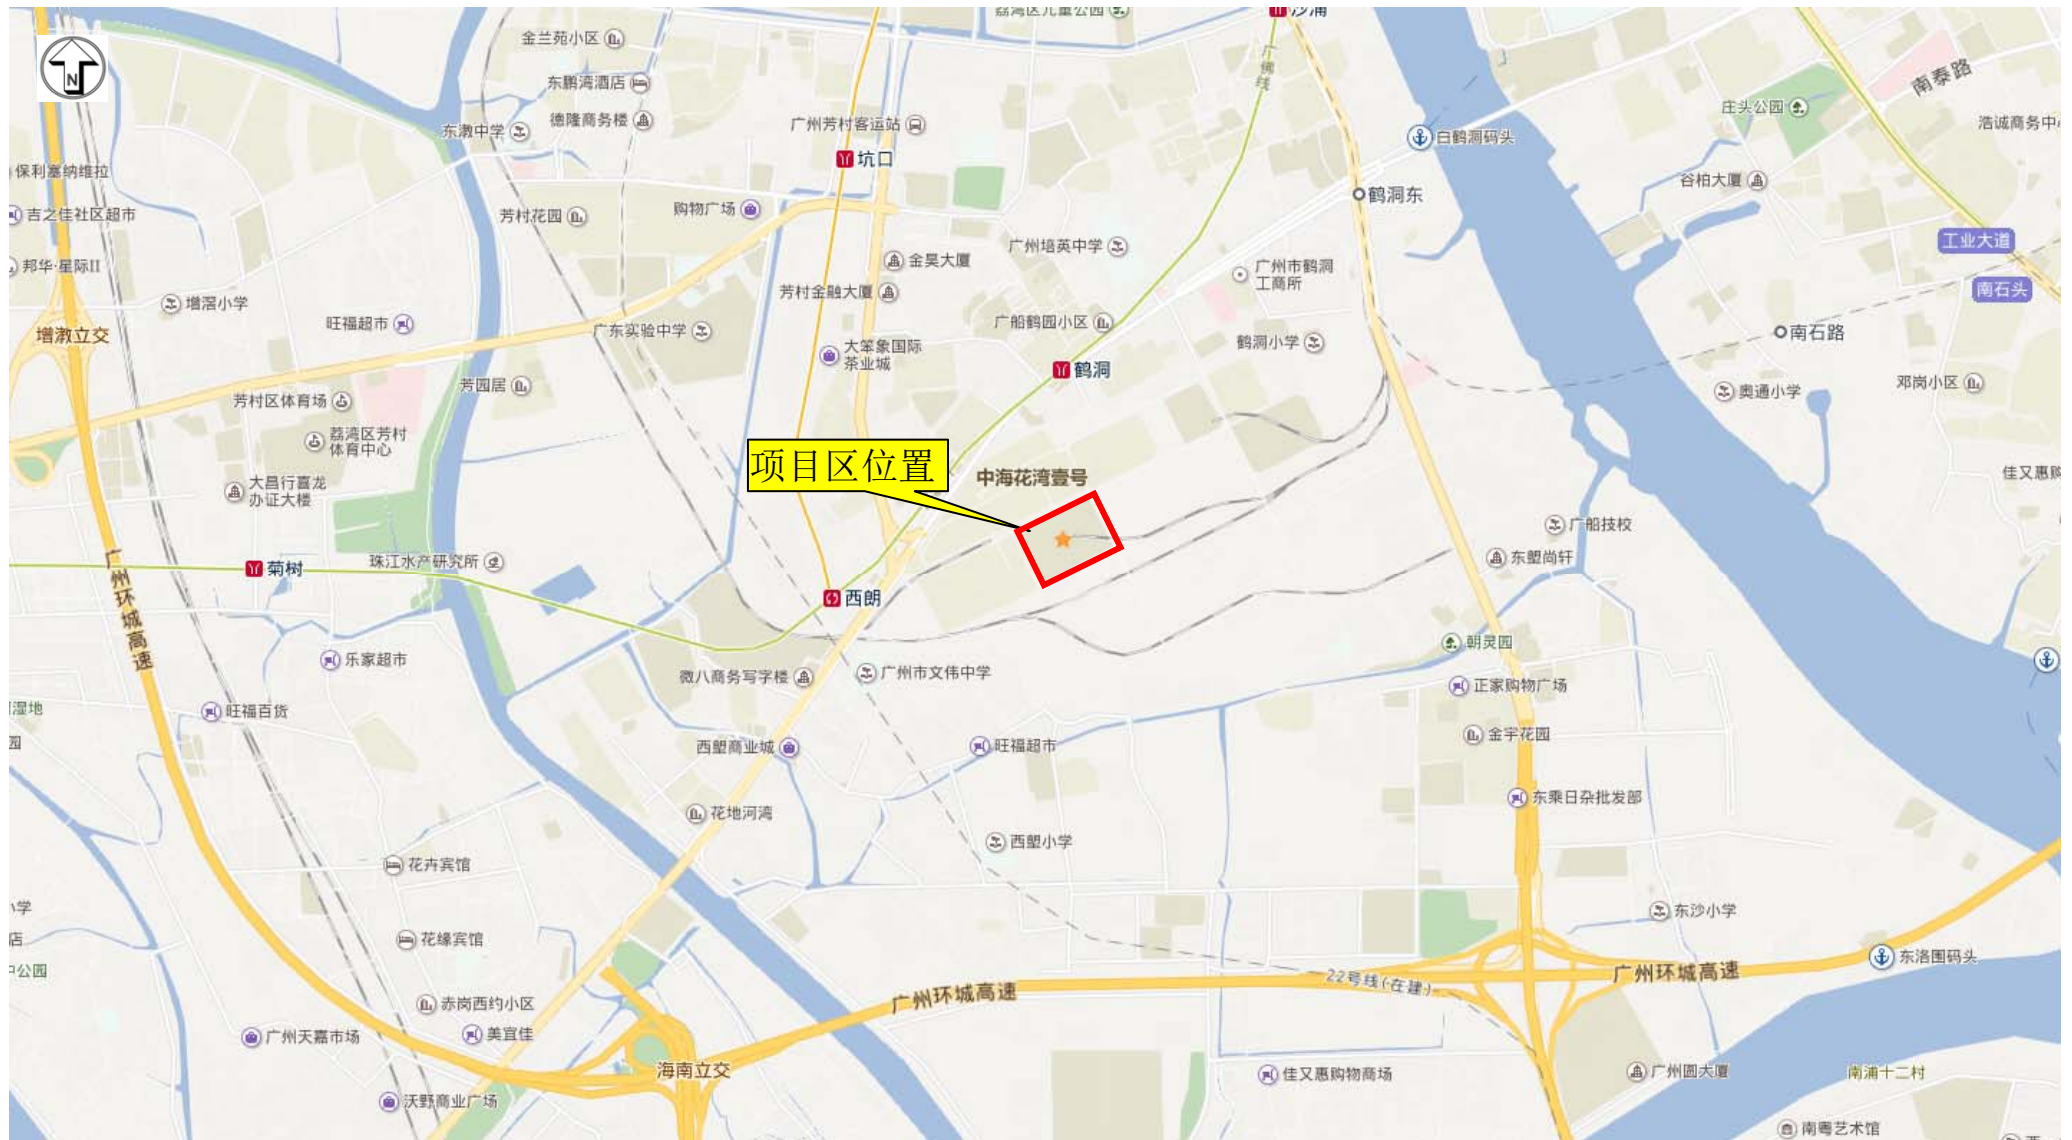 荔湾区儿童公园
沙涌
金兰苑小区
N
东鹏湾酒店
广佛线
南泰路
庄头公园
德隆商务楼
广州芳村客运站
浩诚商务中
东漖中学
白鹤洞码头
坑口
保利塞纳维拉
谷柏大厦
鹤洞东
吉之佳社区超市
芳村花园
购物广场
工业大道
广州培英中学
金昊大厦
邦华·星际II
广州市鹤洞
工商所
芳村金融大厦
南石头
增滘小学
旺福超市
广船鹤园小区
广东实验中学
南石路
增漖立交
大笨象国际
茶业城
鹤洞小学
鹤洞
芳园居
邓岗小区
奥通小学
芳村区体育场
荔湾区芳村
体育中心
项目区位置
中海花湾壹号
佳又惠购
大昌行喜龙
办证大楼
广船技校
东塱尚轩
珠江水产研究所
菊树
广州环城高速
西朗
朝灵园
乐家超市
微八商务写字楼
广州市文伟中学
正家购物广场
湿地
旺福百货
金宇花园
园
西塱商业城
旺福超市
东乘日杂批发部
花地河湾
西塱小学
花卉宾馆
小学
东沙小学
店
花缘宾馆
东洛围码头
中公园
广州环城高速
22号线(在建)
广州环城高速
赤岗西约小区
广州天嘉市场
美宜佳
海南立交
佳又惠购物商场
广州圆大厦
南浦十二村
沃野商业广场
南粤艺术馆